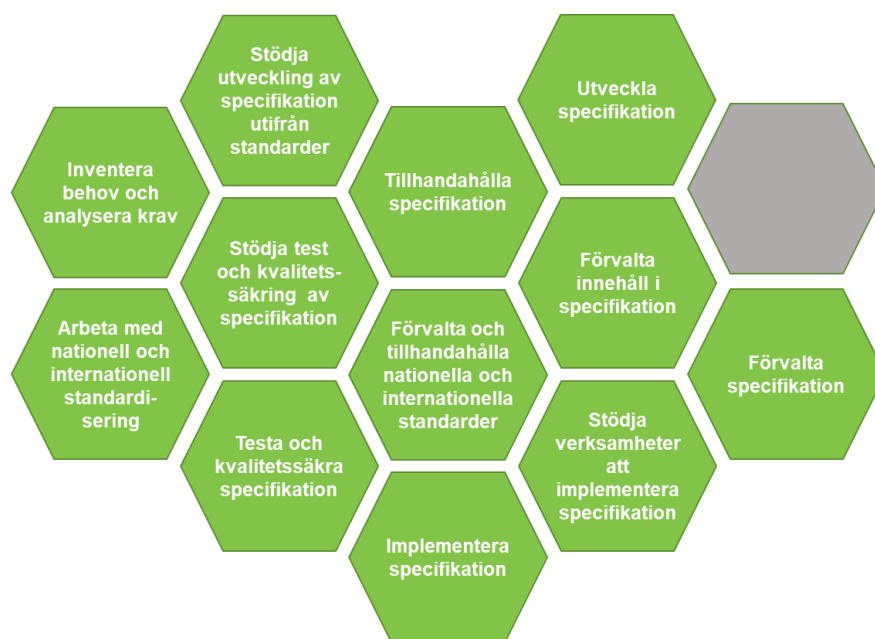 Stödja
utveckling av
specifikation
utifrån
standarder
Utveckla
specifikation
Inventera
behov och
analysera krav
Tillhandahålla
specifikation
Stödja test
och kvalitets-
säkring av
specifikation
Förvalta
innehåll i
specifikation
Arbeta med
nationell och
internationell
standardi-
sering
Förvalta och
tillhandahålla
nationella och
internationella
standarder
Förvalta
specifikation
Testa och
kvalitetssäkra
specifikation
Stödja
verksamheter
att
implementera
specifikation
Implementera
specifikation